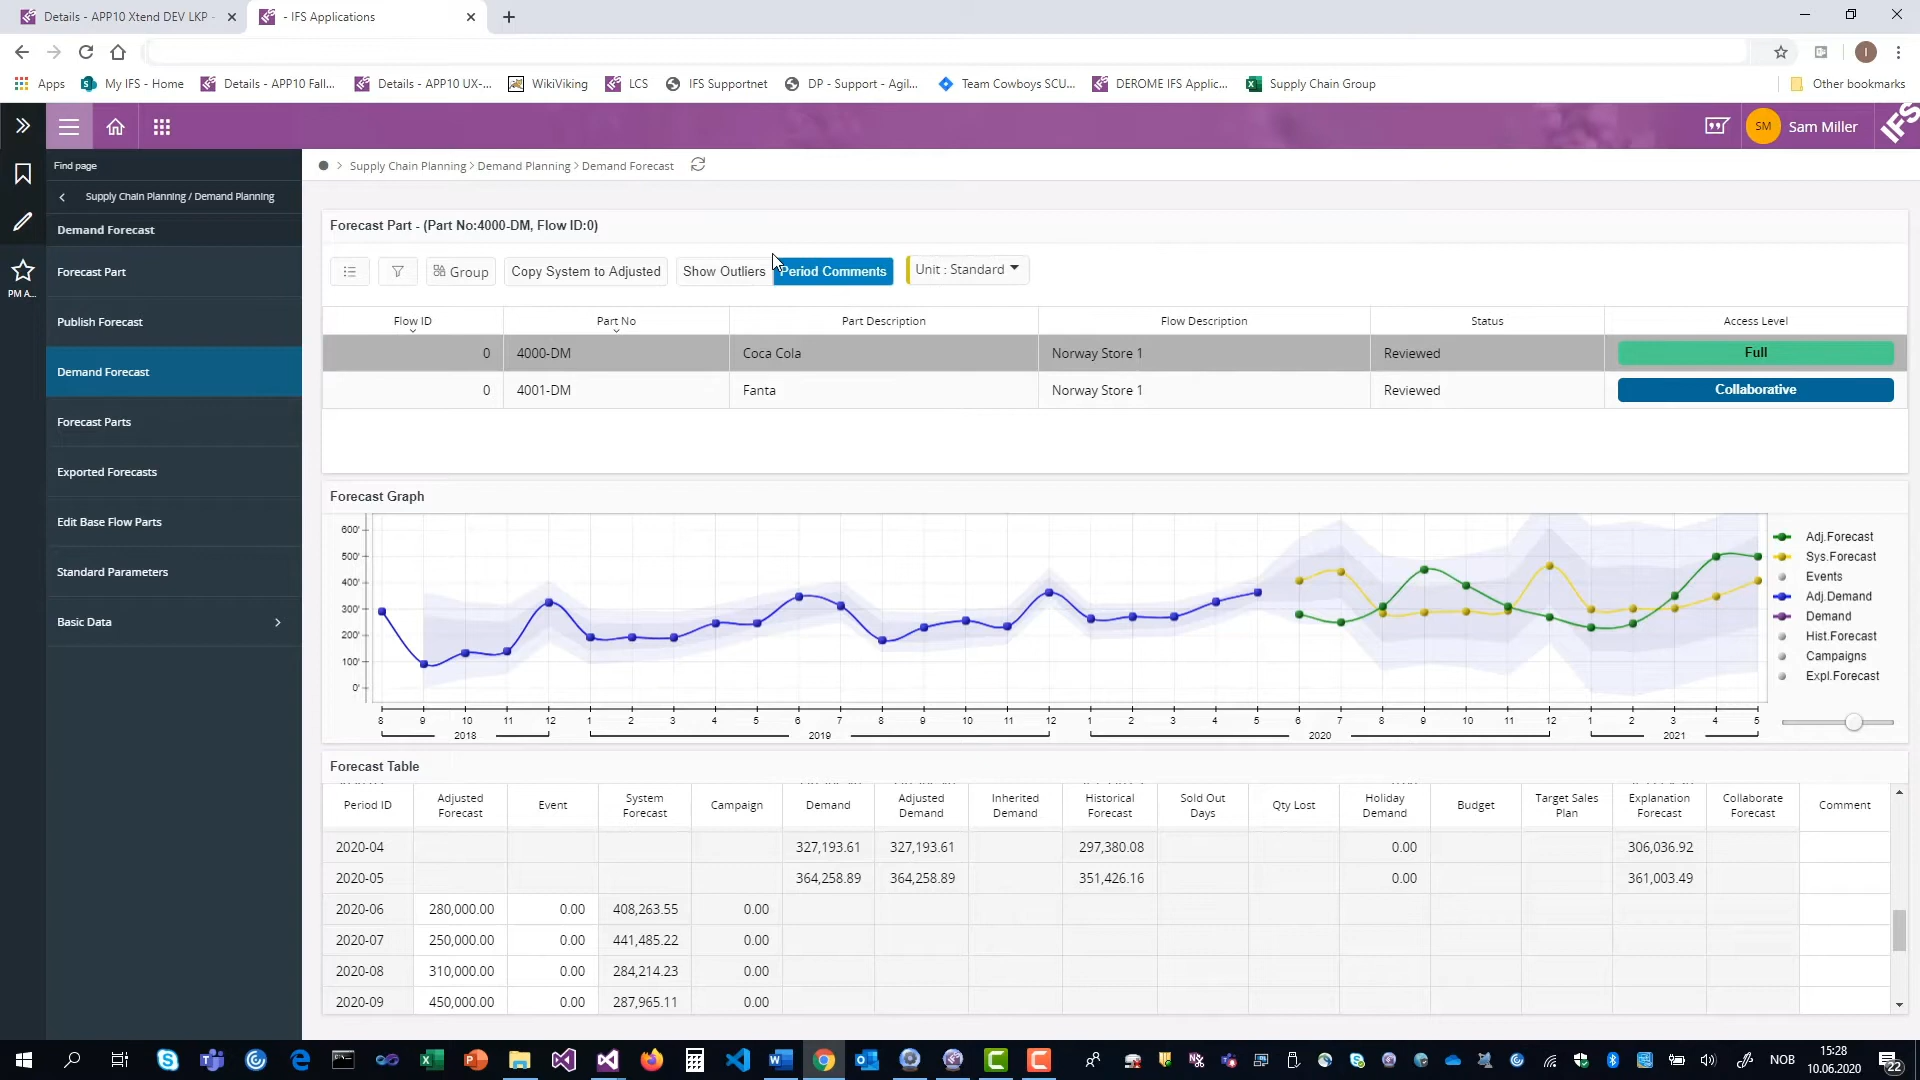 Details - APP10 Xtend DEV LKP -
- IFS Applications
Apps
My IFS - Home
Details - APP10 Fall...
Details - APP10 UX-...
WikiViking
LCS
IFS Supportnet
DP - Support - Agil...
Team Cowboys SCU...
DEROME IFS Applic...
Supply Chain Group
Other bookmarks
SM Sam Miller
IFS
Find page
Supply Chain Planning / Demand Planning
Demand Forecast
Forecast Part
Publish Forecast
Demand Forecast
Forecast Parts
Exported Forecasts
Edit Base Flow Parts
Standard Parameters
Basic Data
PM A...
Supply Chain Planning > Demand Planning > Demand Forecast
Forecast Part - (Part No:4000-DM, Flow ID:0)
Group
Copy System to Adjusted
Show Outliers
Period Comments
Unit : Standard
Flow ID Part No Part Description Flow Description Status Access Level
0 4000-DM Coca Cola Norway Store 1 Reviewed Full
0 4001-DM Fanta Norway Store 1 Reviewed Collaborative
Forecast Graph
600'
500'
400'
300'
200'
100'
0'
8 9 10 11 12 1 2 3 4 5 6 7 8 9 10 11 12 1 2 3 4 5 6 7 8 9 10 11 12 1 2 3 4 5
2018 2019 2020 2021
Adj.Forecast
Sys.Forecast
Events
Adj.Demand
Demand
Hist.Forecast
Campaigns
Expl.Forecast
Forecast Table
Period ID Adjusted Forecast Event System Forecast Campaign Demand Adjusted Demand Inherited Demand Historical Forecast Sold Out Days Qty Lost Holiday Demand Budget Target Sales Plan Explanation Forecast Collaborate Forecast Comment
2020-04 327,193.61 327,193.61 297,380.08 0.00 306,036.92
2020-05 364,258.89 364,258.89 351,426.16 0.00 361,003.49
2020-06 280,000.00 0.00 408,263.55 0.00
2020-07 250,000.00 0.00 441,485.22 0.00
2020-08 310,000.00 0.00 284,214.23 0.00
2020-09 450,000.00 0.00 287,965.11 0.00
NOB
15:28
10.06.2020
22